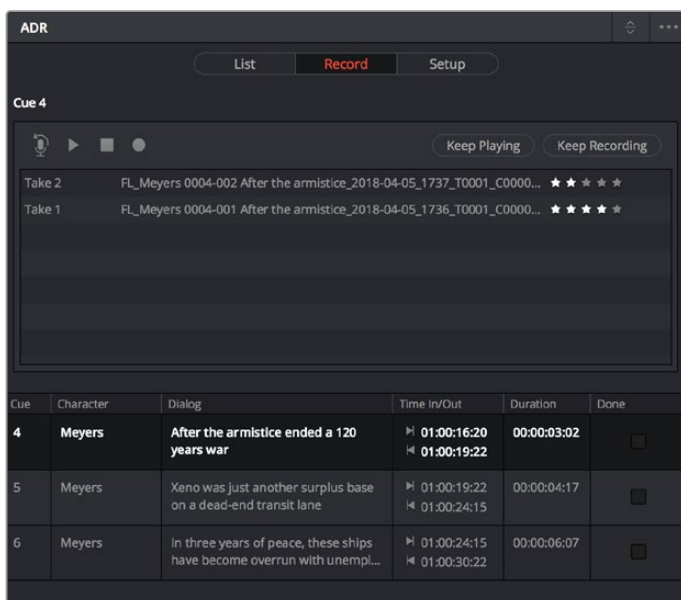 ADR
List Record Setup
Cue 4
Keep Playing Keep Recording
Take 2 FL_Meyers 0004-002 After the armistice_2018-04-05_1737_T0001_C0000...
Take 1 FL_Meyers 0004-001 After the armistice_2018-04-05_1736_T0001_C0000...
Cue Character Dialog Time In/Out Duration Done
4 Meyers After the armistice ended a 120 01:00:16:20 00:00:03:02
years war 01:00:19:22
5 Meyers Xeno was just another surplus base 01:00:19:22 00:00:04:17
on a dead-end transit lane 01:00:24:15
6 Meyers In three years of peace, these ships 01:00:24:15 00:00:06:07
have become overrun with unempl... 01:00:30:22